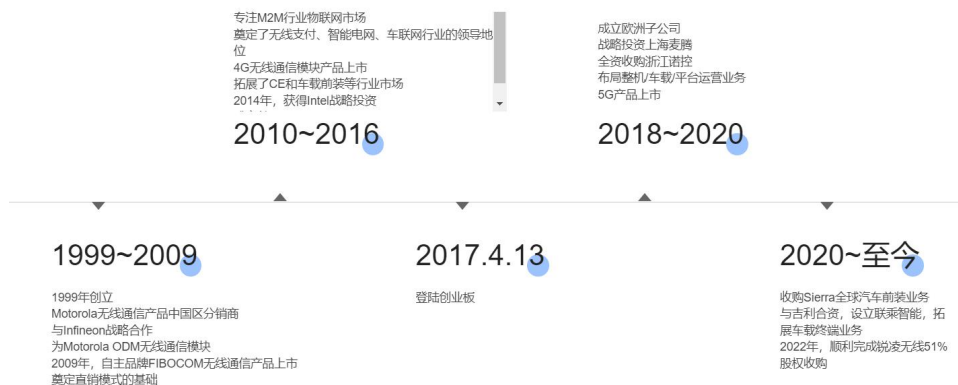 专注M2M行业物联网市场
奠定了无线支付、智能电网、车联网行业的领导地
位
4G无线通信模块产品上市
拓展了CE和车载前装等行业市场
2014年，获得Intel战略投资
2010~2016
成立欧洲子公司
战略投资上海麦腾
全资收购浙江诺控
布局整机/车载/平台运营业务
5G产品上市
2018~2020
1999~2009
1999年创立
Motorola无线通信产品中国区分销商
与Infineon战略合作
为Motorola ODM无线通信模块
2009年，自主品牌FIBOCOM无线通信产品上市
奠定直销模式的基础
2017.4.13
登陆创业板
2020~至今
收购Sierra全球汽车前装业务
与吉利合资，设立联乘智能，拓
展车载终端业务
2022年，顺利完成锐凌无线51%
股权收购